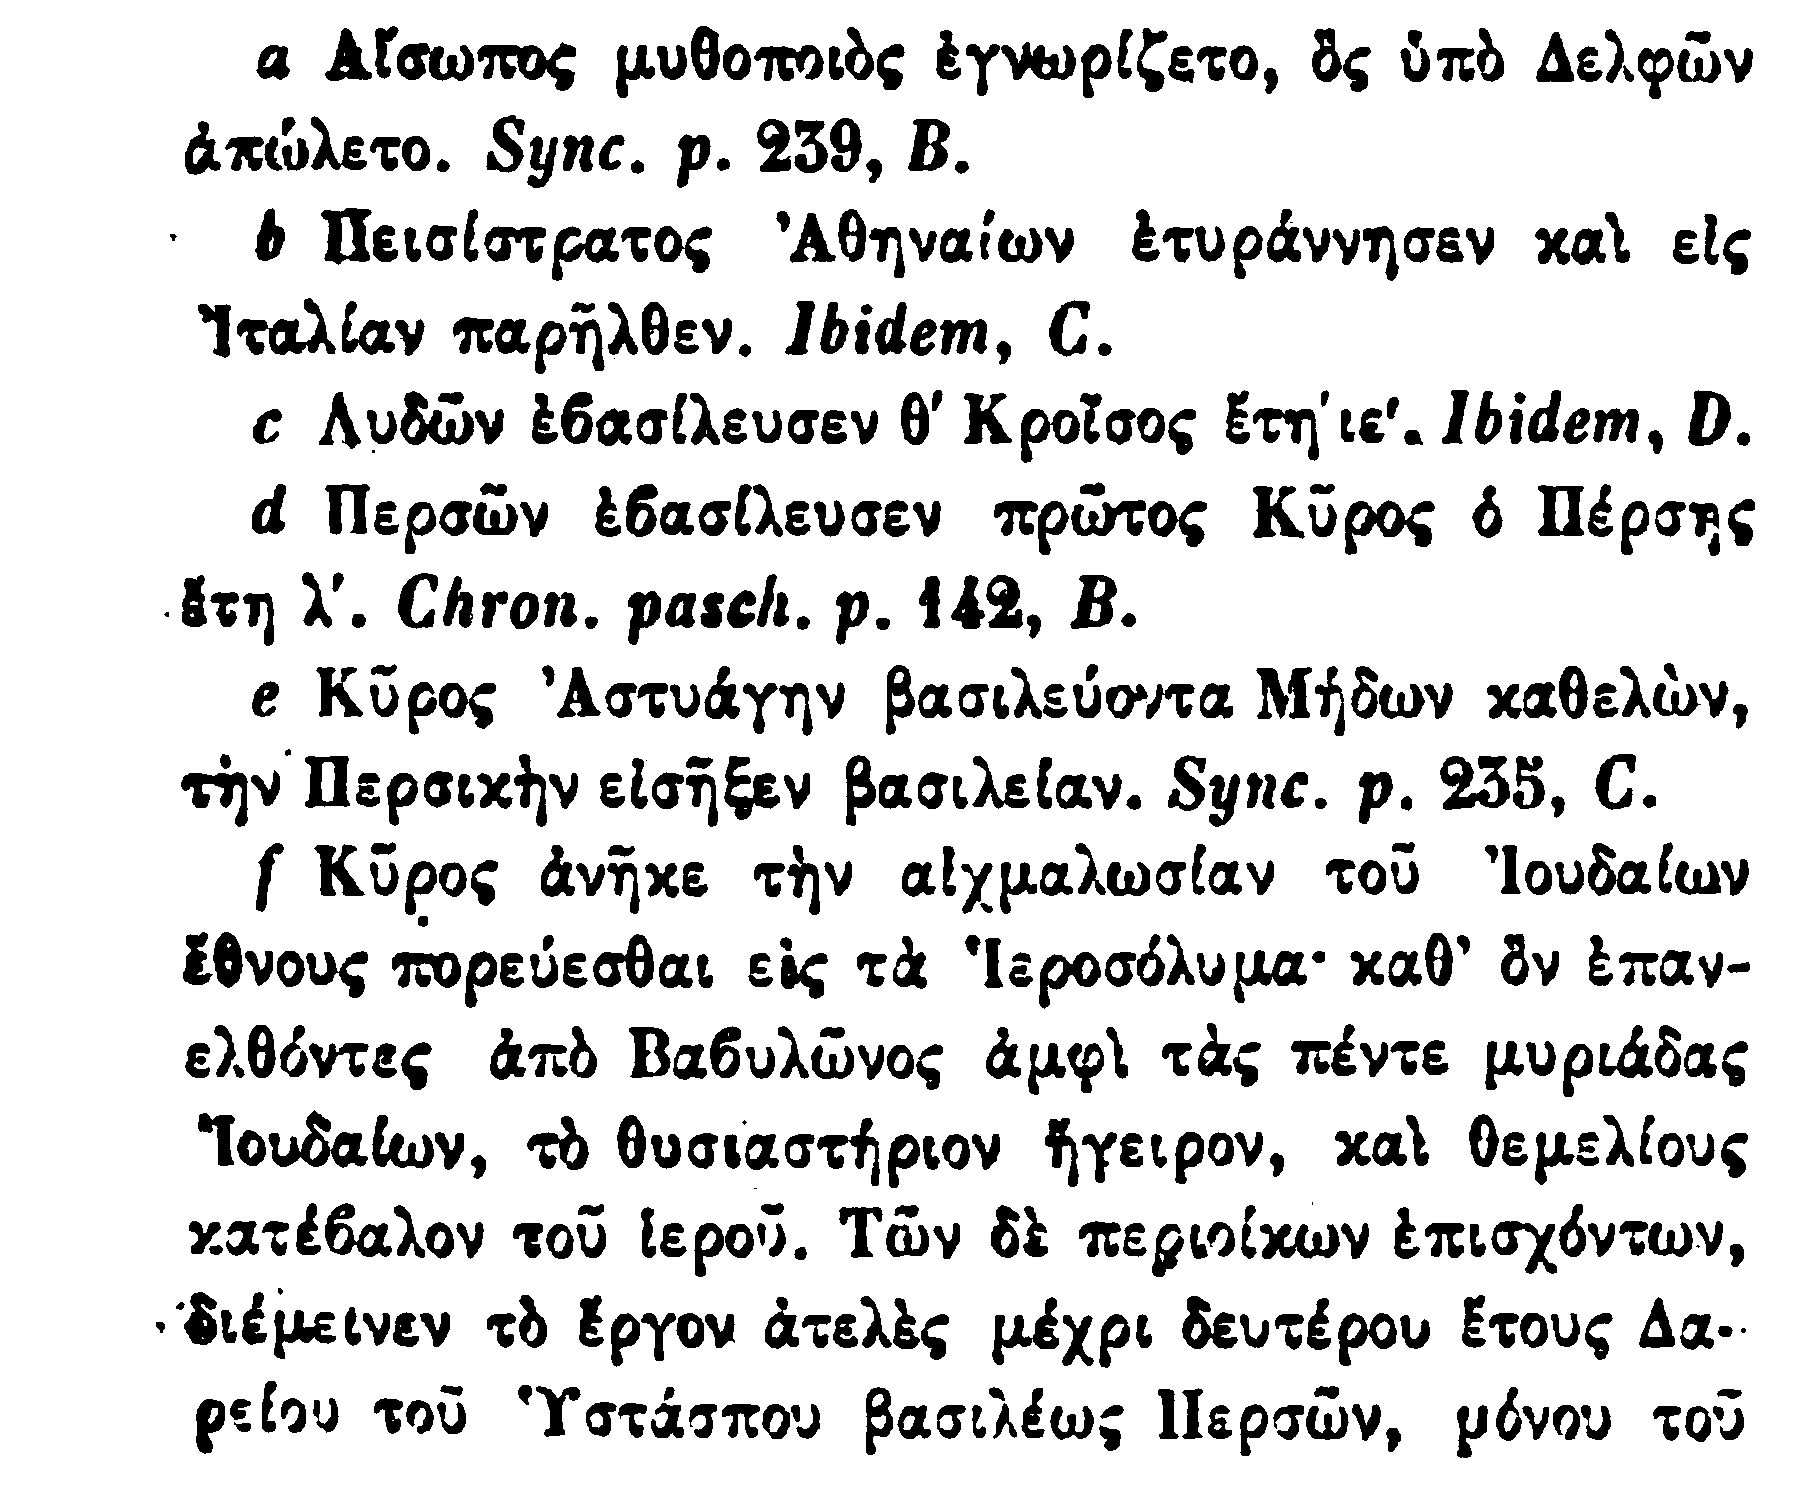 a Αἴσωπος μυθοποιὸς ἐγνωρίζετο, ὃς ὑπὸ Δελφῶν
ἀπώλετο. Sync. p. 239, B.
b Πεισίστρατος Ἀθηναίων ἐτυράννησεν καὶ εἰς
Ἰταλίαν παρῆλθεν. Ibidem, C.
c Λυδῶν ἐϐασίλευσεν θ′ Κροῖσος ἔτη ιε′. Ibidem, D.
d Περσῶν ἐϐασίλευσεν πρῶτος Κῦρος ὁ Πέρσης
ἔτη λ′. Chron. pasch. p. 142, B.
e Κῦρος Ἀστυάγην βασιλεύοντα Μήδων καθελὼν,
τὴν Περσικὴν εἰσῆξεν βασιλείαν. Sync. p. 235, C.
f Κῦρος ἀνῆκε τὴν αἰχμαλωσίαν τοῦ Ἰουδαίων
ἔθνους πορεύεσθαι εἰς τὰ Ἱεροσόλυμα· καθ' ὃν ἐπαν-
ελθόντες ἀπὸ Βαϐυλῶνος ἀμφὶ τὰς πέντε μυριάδας
Ἰουδαίων, τὸ θυσιαστήριον ἤγειρον, καὶ θεμελίους
κατέϐαλον τοῦ ἱεροῦ. Τῶν δὲ περιοίκων ἐπισχόντων,
διέμεινεν τὸ ἔργον ἀτελὲς μέχρι δευτέρου ἔτους Δα-
ρείου τοῦ Ὑστάσπου βασιλέως Περσῶν, μόνου τοῦ